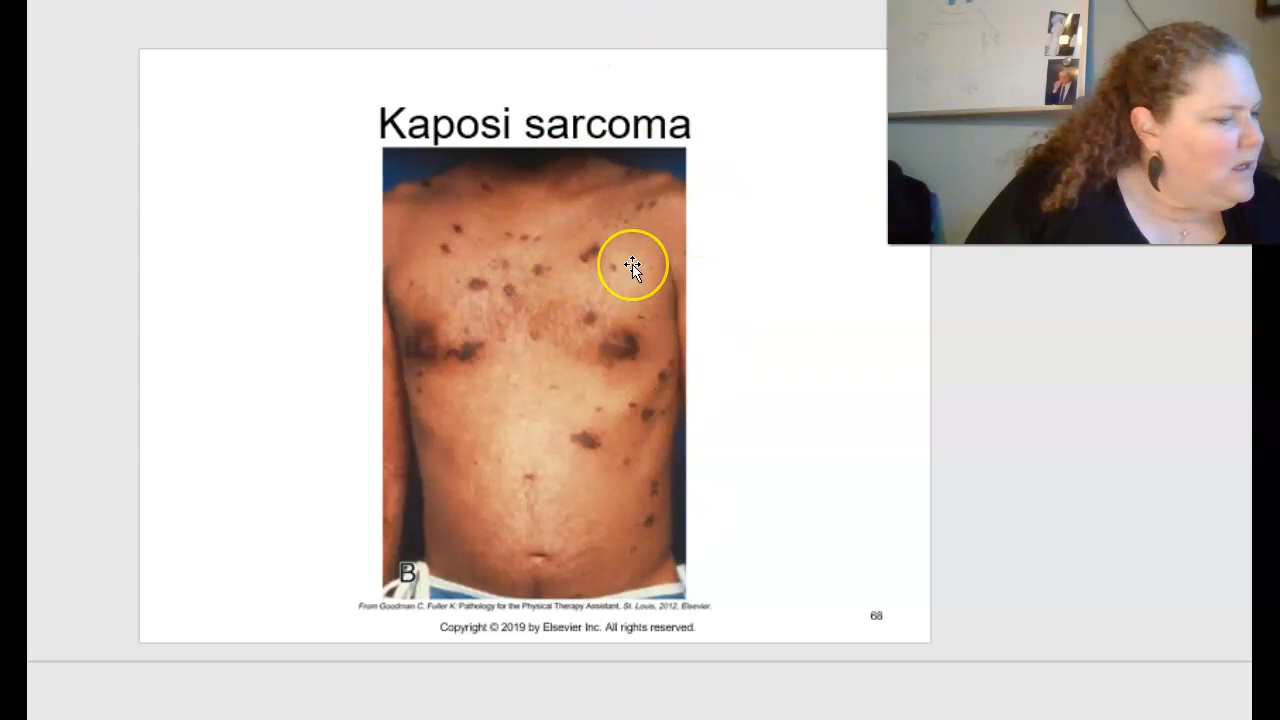 Kaposi sarcoma
B
From Goodman C, Fuller K: Pathology for the Physical Therapy Assistant, St. Louis, 2012, Elsevier.
68
Copyright © 2019 by Elsevier Inc. All rights reserved.